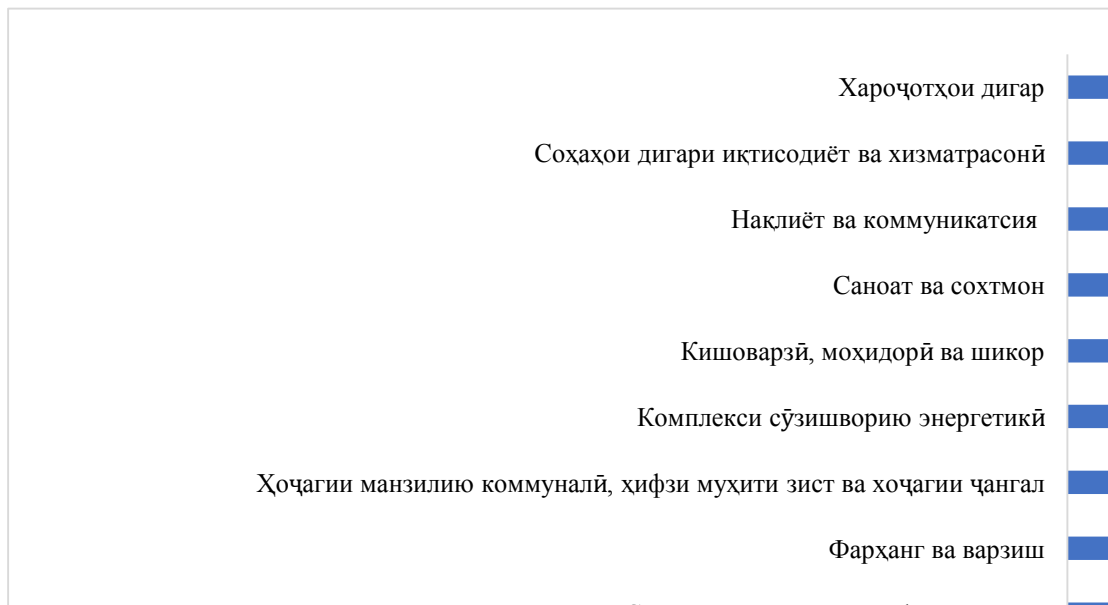 Хароҷотҳои дигар
Соҳаҳои дигари иқтисодиёт ва хизматрасонӣ
Нақлиёт ва коммуникатсия
Саноат ва сохтмон
Кишоварзӣ, моҳидорӣ ва шикор
Комплекси сӯзишворию энергетикӣ
Ҳоҷагии манзилию коммуналӣ, ҳифзи муҳити зист ва хоҷагии ҷангал
Фарҳанг ва варзиш